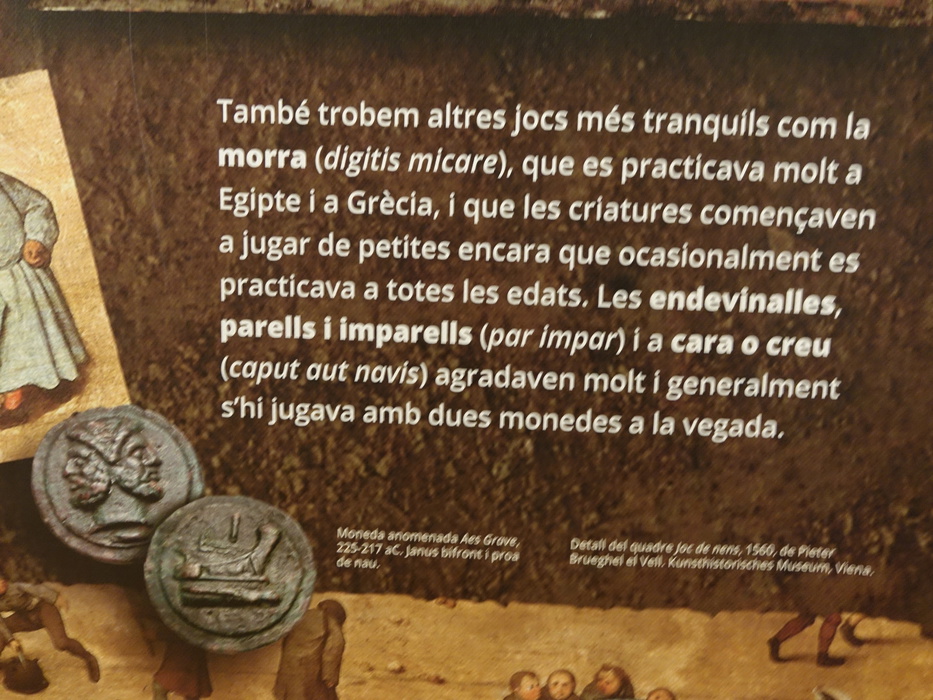 També trobem altres jocs més tranquils com la
morra (digitis micare), que es practicava molt a
Egipte i a Grècia, i que les criatures començaven
a jugar de petites encara que ocasionalment es
practicava a totes les edats. Les endevinalles,
parells i imparells (par impar) i a cara o creu
(caput aut navis) agradaven molt i generalment
s’hi jugava amb dues monedes a la vegada.
Moneda anomenada Aes Grave,
225-217 aC. Janus bifront i proa
de nau.
Detall del quadre Joc de nens, 1560, de Pieter
Brueghel el Vell. Kunsthistorisches Museum, Viena.